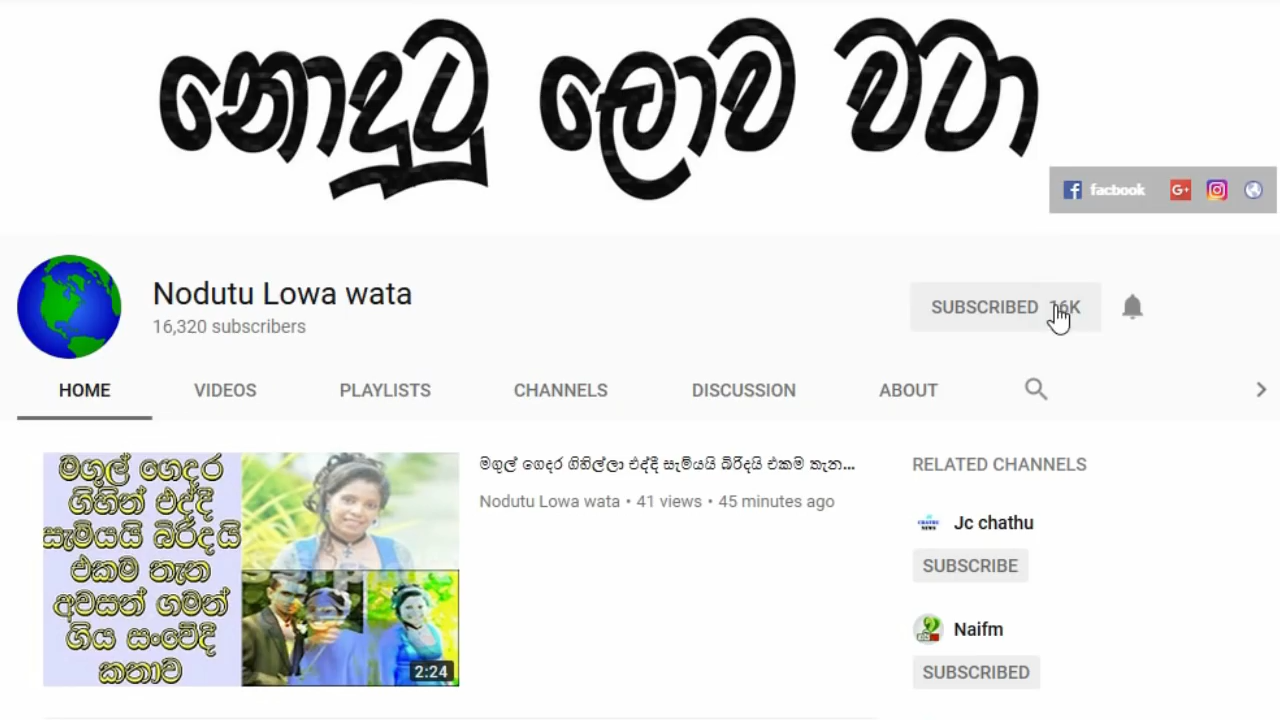 නොදුටු ලොව වටා
facbook
Nodutu Lowa wata
16,320 subscribers
SUBSCRIBED 16K
HOME VIDEOS PLAYLISTS CHANNELS DISCUSSION ABOUT
මගුල් ගෙදර
ගිහින් එද්දි
සැමියයි බිරිදයි
එකම තැන
අවසන් ගමන්
ගිය සංවේදී
කතාව
2:24
මගුල් ගෙදර ගිහිල්ලා එද්දී සැමියයි බිරිදයි එකම තැන...
Nodutu Lowa wata • 41 views • 45 minutes ago
RELATED CHANNELS
Jc chathu
SUBSCRIBE
Naifm
SUBSCRIBED